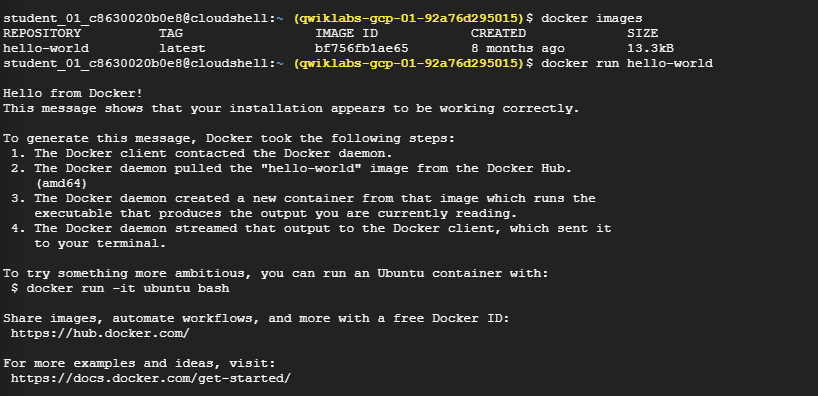 student_01_c8630020b0e8@cloudshell:~ (qwiklabs-gcp-01-92a76d295015)$ docker images
REPOSITORY          TAG                 IMAGE ID            CREATED             SIZE
hello-world         latest              bf756fb1ae65        8 months ago        13.3kB
student_01_c8630020b0e8@cloudshell:~ (qwiklabs-gcp-01-92a76d295015)$ docker run hello-world

Hello from Docker!
This message shows that your installation appears to be working correctly.

To generate this message, Docker took the following steps:
 1. The Docker client contacted the Docker daemon.
 2. The Docker daemon pulled the "hello-world" image from the Docker Hub.
    (amd64)
 3. The Docker daemon created a new container from that image which runs the
    executable that produces the output you are currently reading.
 4. The Docker daemon streamed that output to the Docker client, which sent it
    to your terminal.

To try something more ambitious, you can run an Ubuntu container with:
 $ docker run -it ubuntu bash

Share images, automate workflows, and more with a free Docker ID:
 https://hub.docker.com/

For more examples and ideas, visit:
 https://docs.docker.com/get-started/